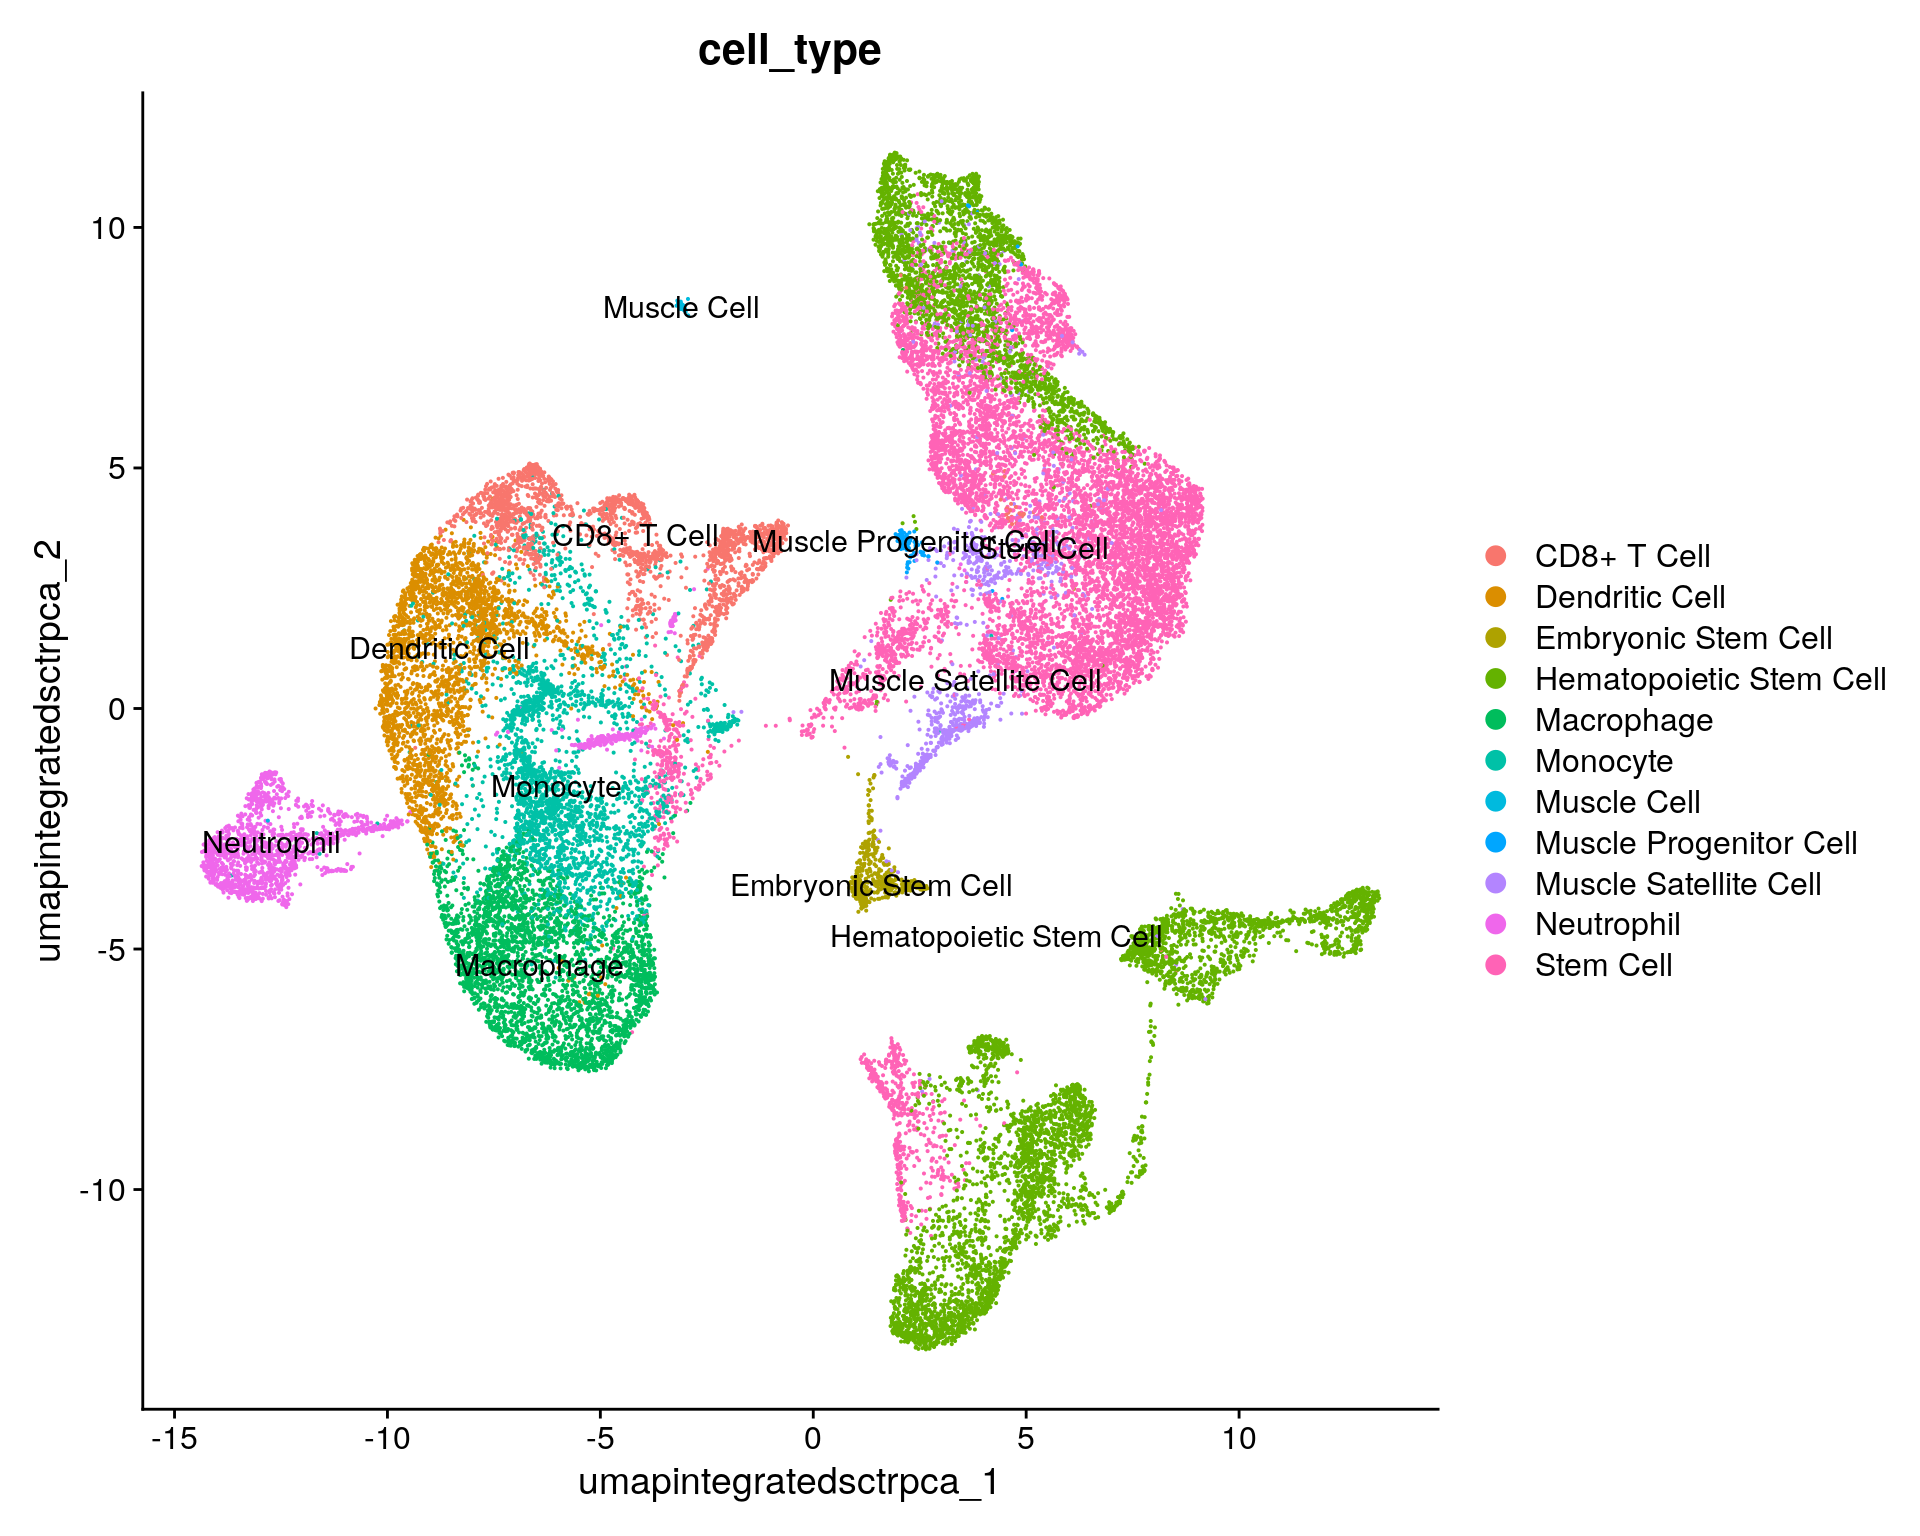 cell_type
umapintegratedsctrpca_2
10
5
0
-5
-10
Muscle Cell
CD8+ T Cell
Muscle Progenitor Cell
Stem Cell
Dendritic Cell
Muscle Satellite Cell
Monocyte
Neutrophil
Embryonic Stem Cell
Hematopoietic Stem Cell
Macrophage
-15
-10
-5
0
5
10
umapintegratedsctrpca_1
CD8+ T Cell
Dendritic Cell
Embryonic Stem Cell
Hematopoietic Stem Cell
Macrophage
Monocyte
Muscle Cell
Muscle Progenitor Cell
Muscle Satellite Cell
Neutrophil
Stem Cell